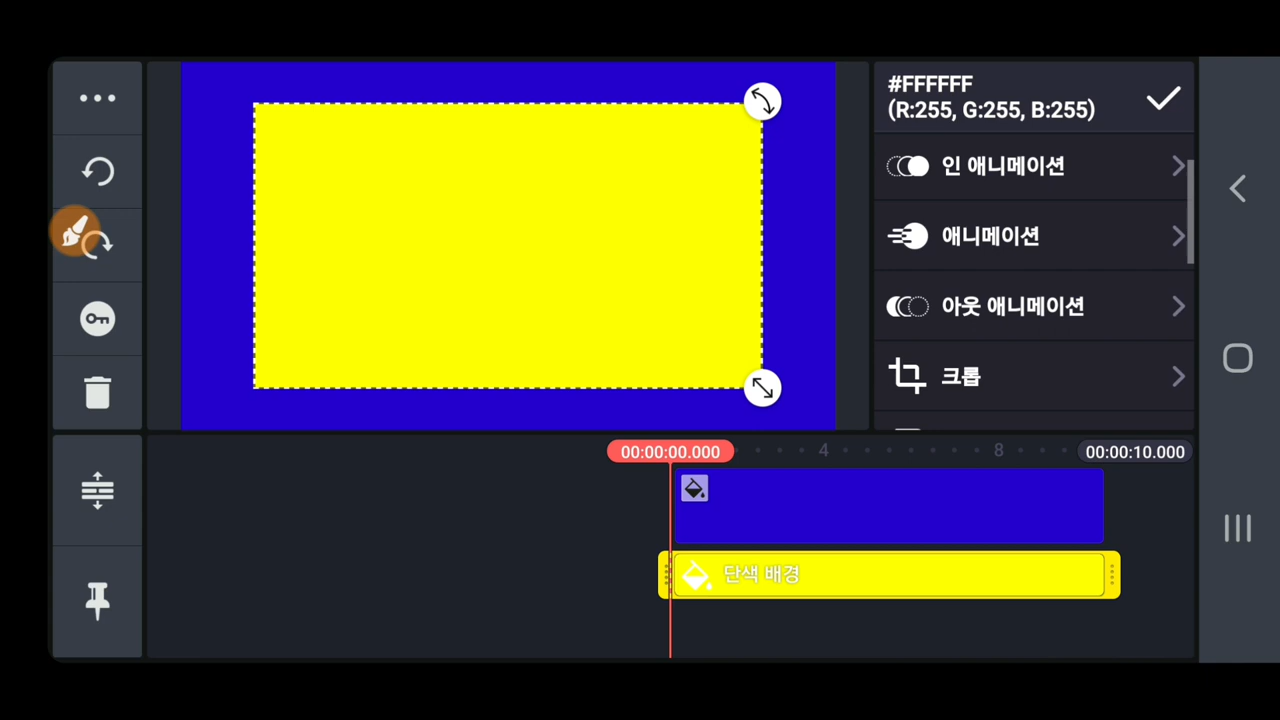 #FFFFFF
(R:255, G:255, B:255)
인 애니메이션
애니메이션
아웃 애니메이션
크롭
00:00:00.000
4
8
00:00:10.000
단색 배경